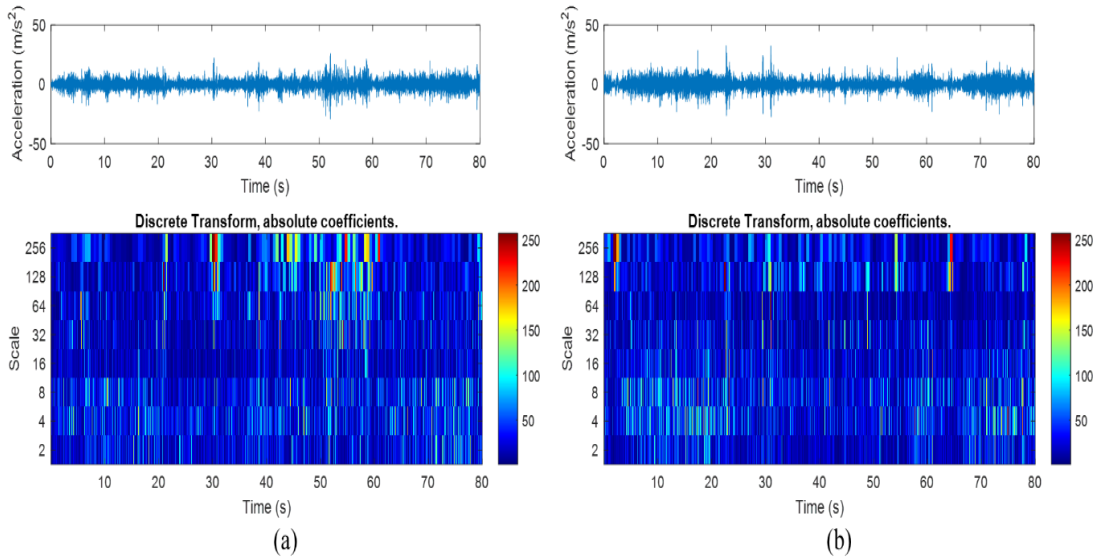 Acceleration (m/s²)
50
0
-50
0 10 20 30 40 50 60 70 80
Time (s)
Discrete Transform, absolute coefficients.
Scale
256
128
64
32
16
8
4
2
10 20 30 40 50 60 70 80
Time (s)
250
200
150
100
50
(a)
Acceleration (m/s²)
50
0
-50
0 10 20 30 40 50 60 70 80
Time (s)
Discrete Transform, absolute coefficients.
Scale
256
128
64
32
16
8
4
2
10 20 30 40 50 60 70 80
Time (s)
250
200
150
100
50
(b)